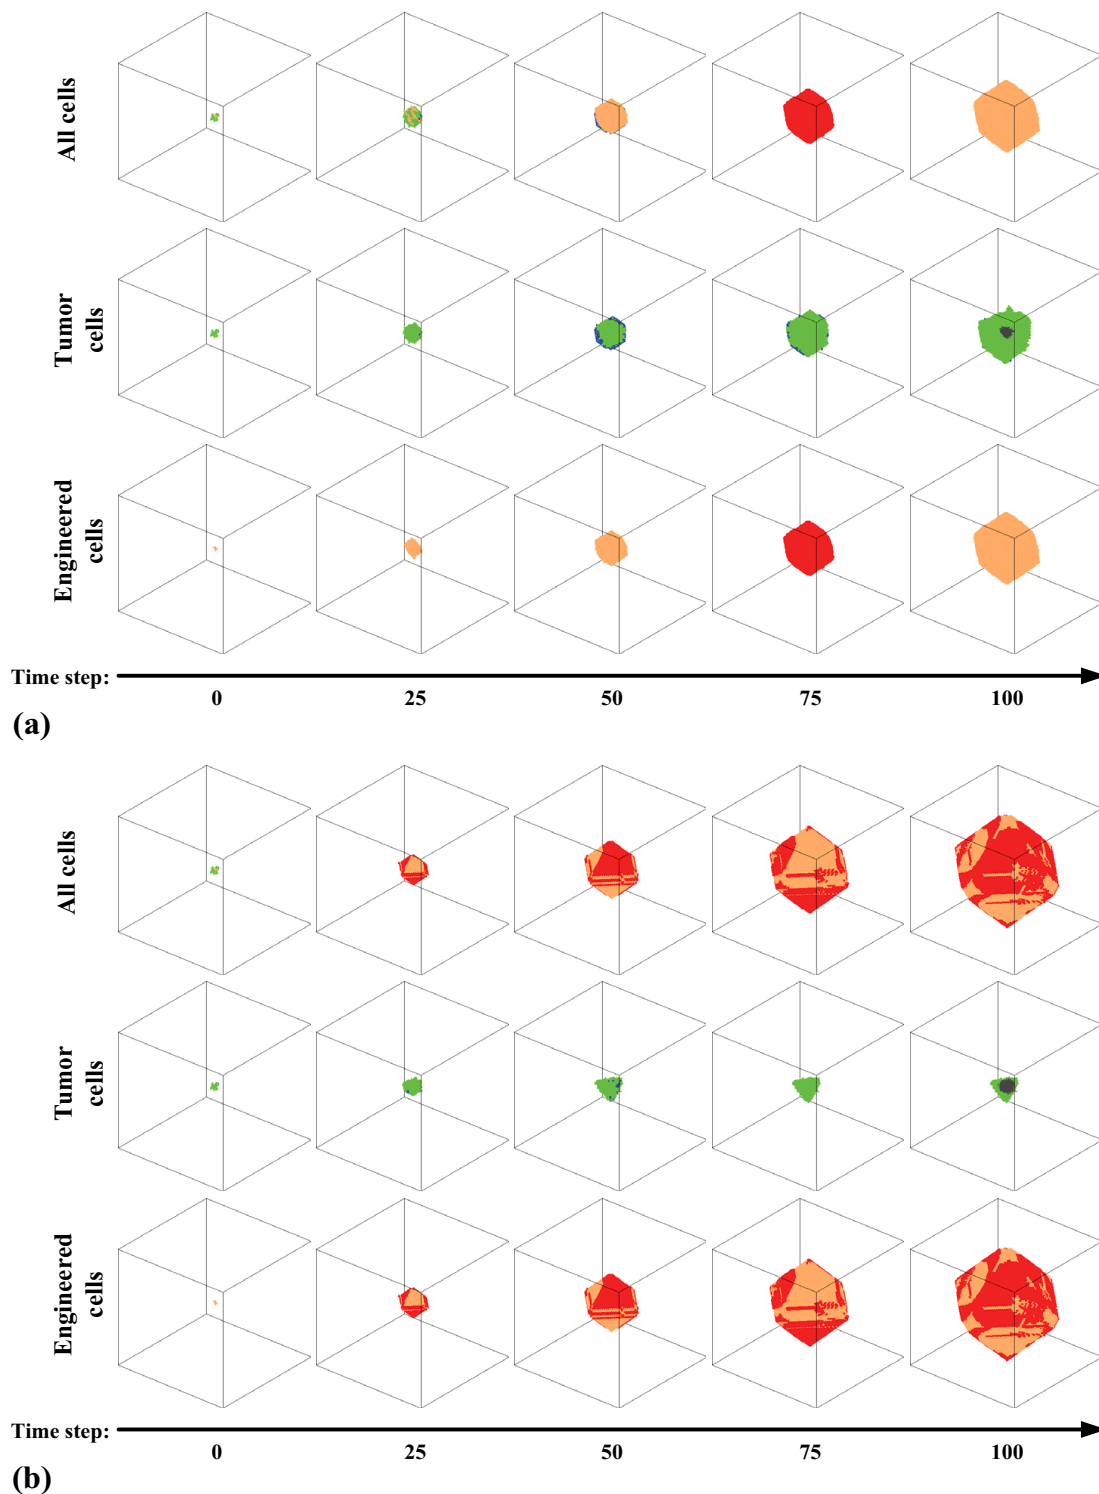 All cells
Tumor
cells
Engineered
cells
Time step:
0 25 50 75 100
(a)
All cells
Tumor
cells
Engineered
cells
Time step:
0 25 50 75 100
(b)